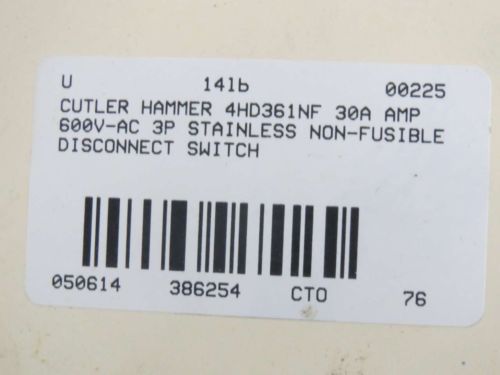 U 14lb 00225
CUTLER HAMMER 4HD361NF 30A AMP
600V-AC 3P STAINLESS NON-FUSIBLE
DISCONNECT SWITCH
050614 386254 CTO 76